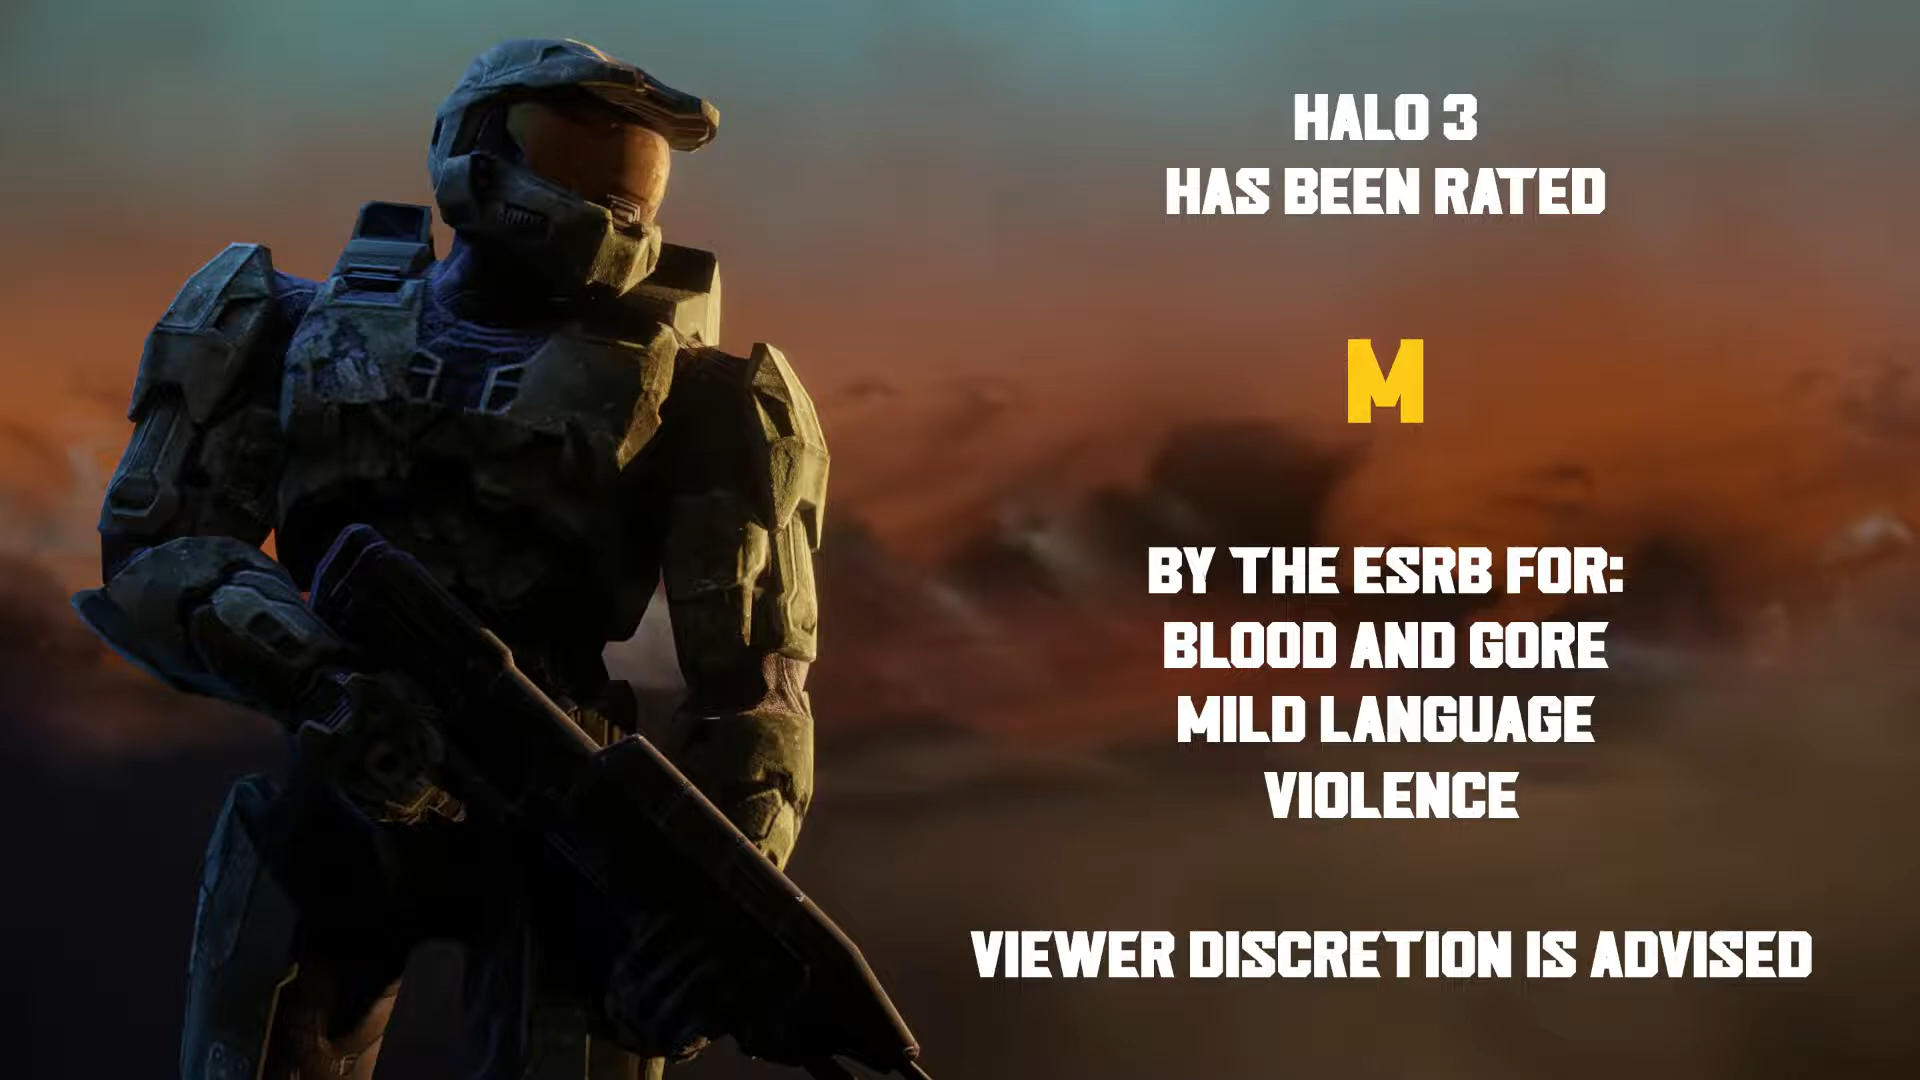 HALO 3
HAS BEEN RATED
M
BY THE ESRB FOR:
BLOOD AND GORE
MILD LANGUAGE
VIOLENCE
VIEWER DISCRETION IS ADVISED